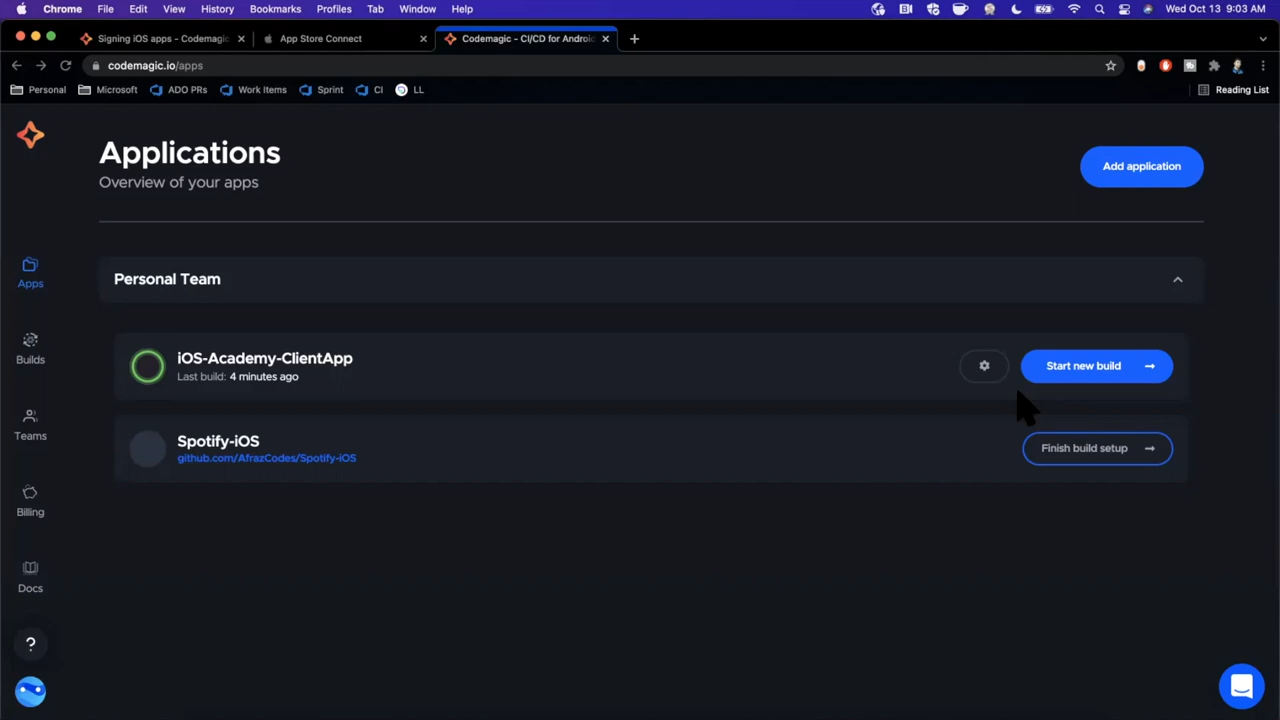 Chrome File Edit View History Bookmarks Profiles Tab Window Help Wed Oct 13 9:03 AM
Signing iOS apps - Codemagic
App Store Connect
Codemagic - CI/CD for Androi
codemagic.io/apps
Personal Microsoft ADO PRs Work Items Sprint CI LL Reading List
Applications
Overview of your apps
Add application
Apps
Builds
Teams
Billing
Docs
?
Personal Team
iOS-Academy-ClientApp
Last build: 4 minutes ago
Start new build
Spotify-iOS
github.com/AfrazCodes/Spotify-iOS
Finish build setup